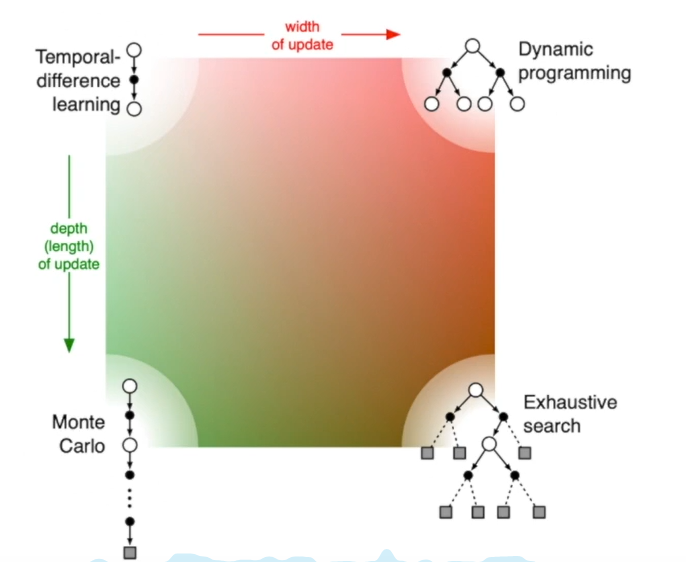 width
of update
Temporal-
difference
learning
Dynamic
programming
depth
(length)
of update
Monte
Carlo
Exhaustive
search